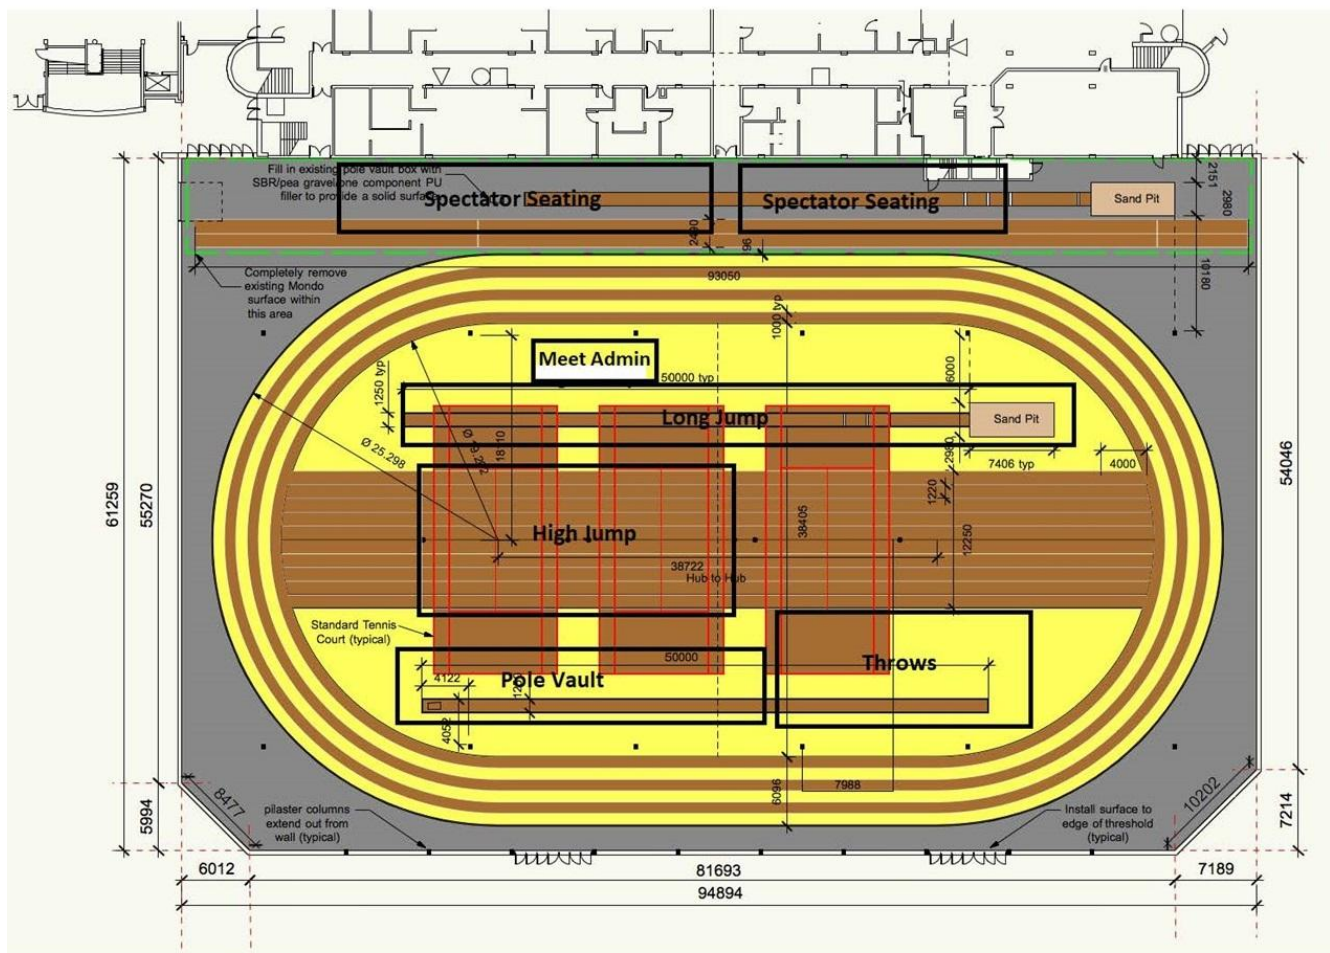 Fill in existing pole vault box with
SBR/pea gravel/one component PU
filler to provide a solid surface
Spectator Seating
Spectator Seating
Sand Pit
2151
2980
2490
96
10180
Completely remove
existing Mondo
surface within
this area
93050
1000 typ
Meet Admin
50000 typ
6000
1250 typ
Long Jump
Sand Pit
Ø 25.298
18110
2980
7406 typ
4000
1220
61259
55270
54046
High Jump
38405
12250
38722
Hub to Hub
Standard Tennis
Court (typical)
50000
Throws
4122
Pole Vault
4052
8477
6096
7988
10202
5994
7214
pilaster columns
extend out from
wall (typical)
Install surface to
edge of threshold
(typical)
6012
81693
7189
94894